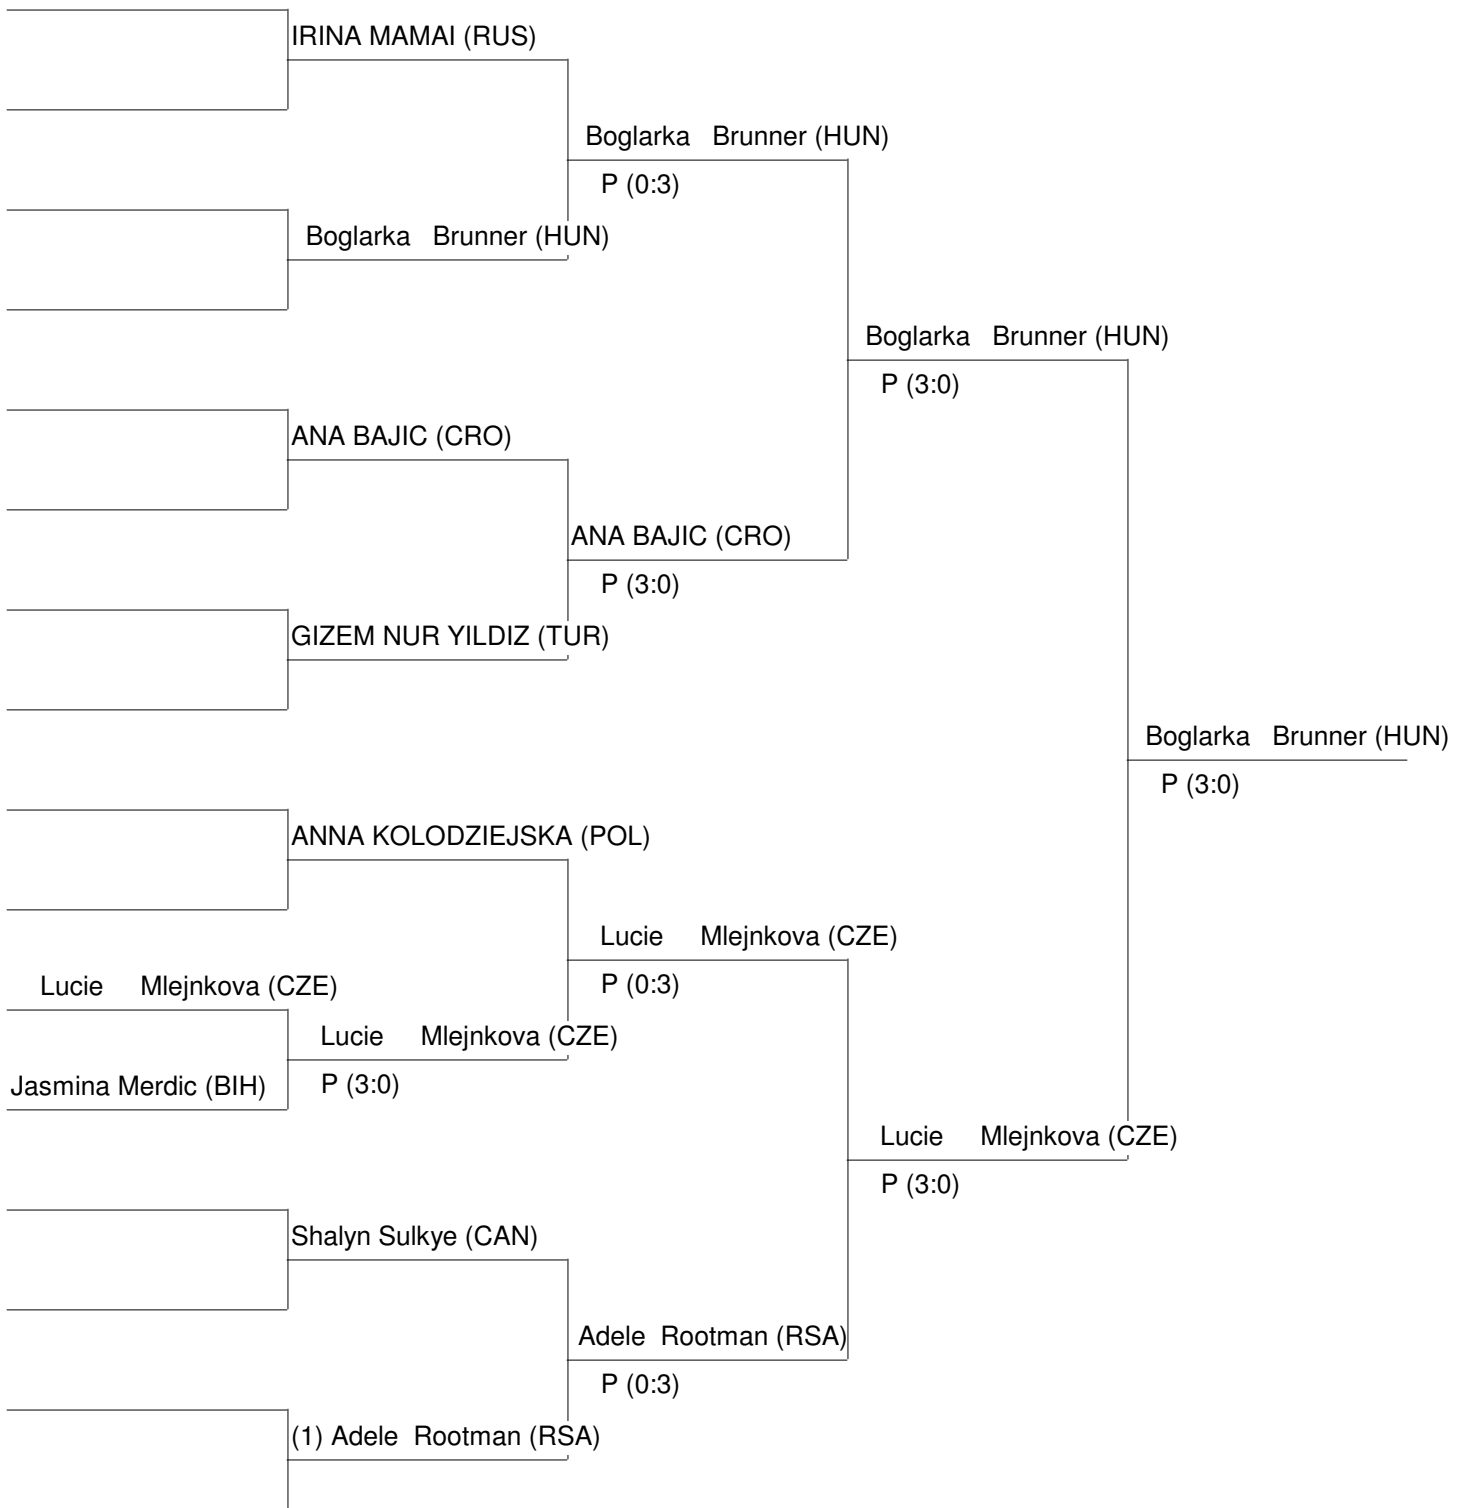 IRINA MAMAI (RUS)
Boglarka Brunner (HUN)
P (0:3)
Boglarka Brunner (HUN)
Boglarka Brunner (HUN)
P (3:0)
ANA BAJIC (CRO)
ANA BAJIC (CRO)
P (3:0)
GIZEM NUR YILDIZ (TUR)
Boglarka Brunner (HUN)
P (3:0)
ANNA KOLODZIEJSKA (POL)
Lucie Mlejnkova (CZE)
P (0:3)
Lucie Mlejnkova (CZE)
Lucie Mlejnkova (CZE)
P (3:0)
Jasmina Merdic (BIH)
Lucie Mlejnkova (CZE)
P (3:0)
Shalyn Sulkye (CAN)
Adele Rootman (RSA)
P (0:3)
(1) Adele Rootman (RSA)